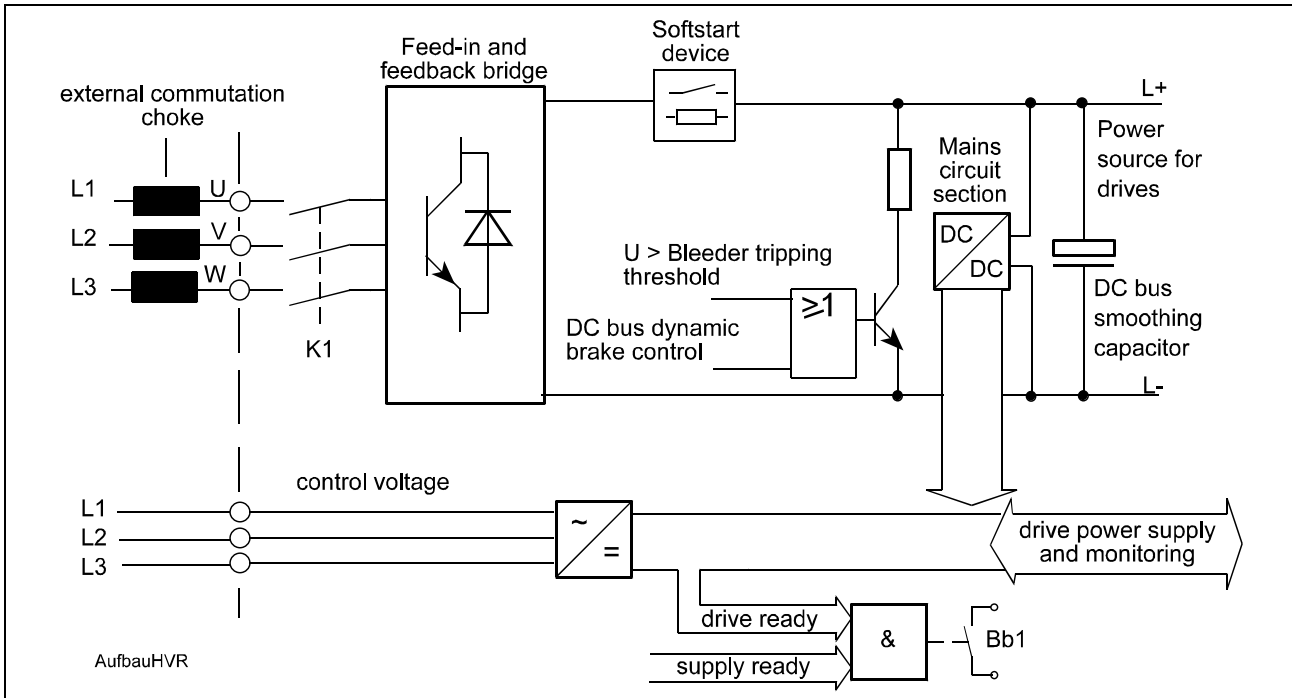 Softstart
device
Feed-in and
feedback bridge
external commutation
choke
L+
Power
source for
drives
Mains
circuit
section
L1
U
L2
V
L3
W
DC
DC
U > Bleeder tripping
threshold
≥1
DC bus dynamic
brake control
DC bus
smoothing
capacitor
K1
L-
control voltage
L1
L2
L3
~
=
drive power supply
and monitoring
drive ready
&
Bb1
supply ready
AufbauHVR